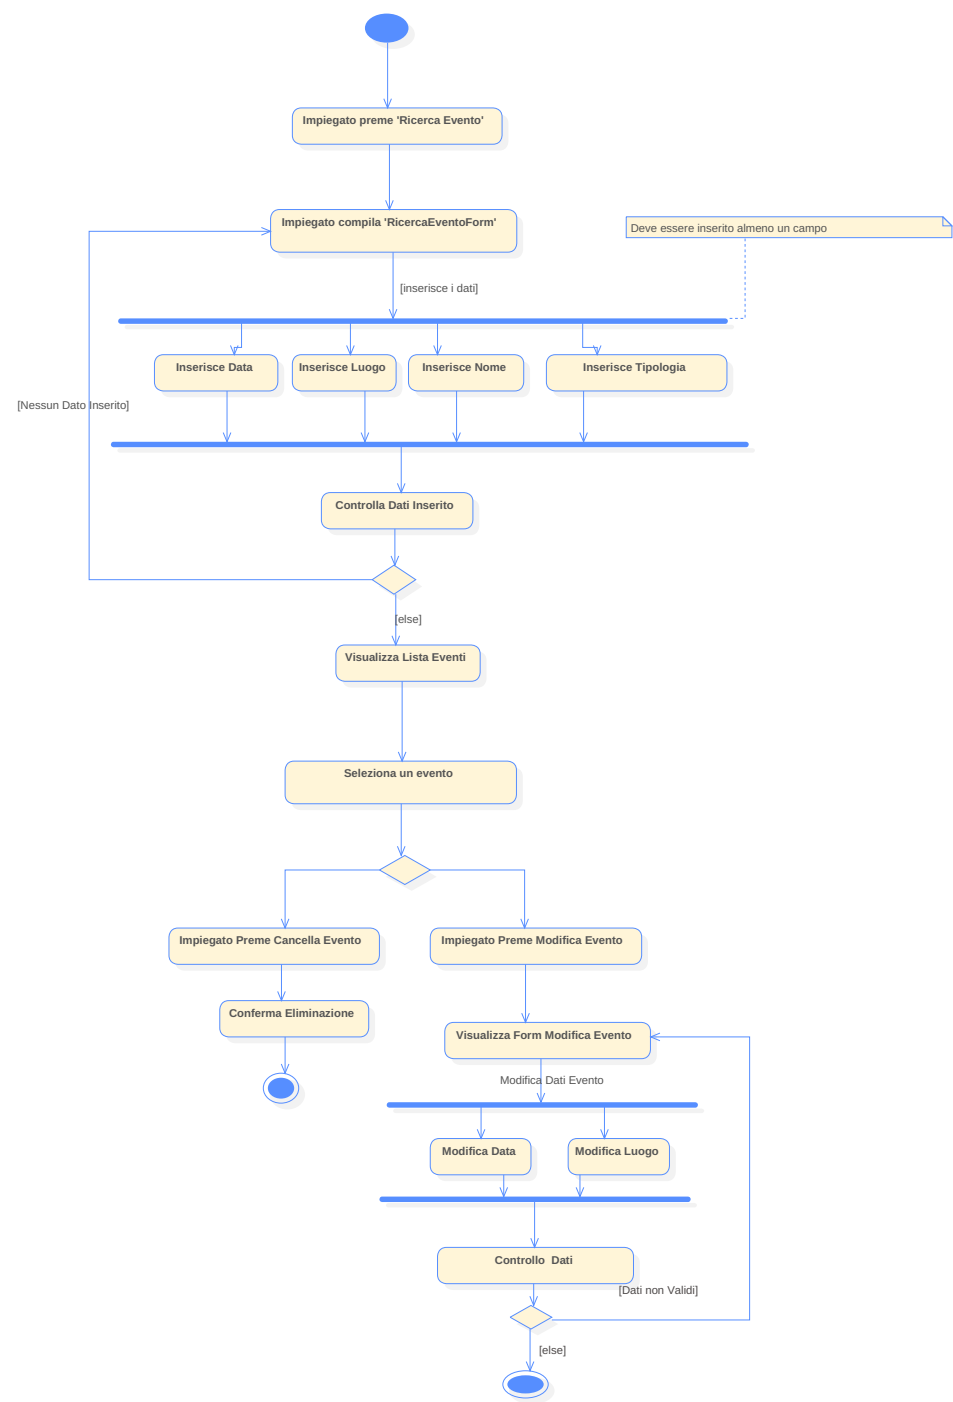 Impiegato preme 'Ricerca Evento'
Impiegato compila 'RicercaEventoForm'
Deve essere inserito almeno un campo
[inserisce i dati]
Inserisce Data
Inserisce Luogo
Inserisce Nome
Inserisce Tipologia
[Nessun Dato Inserito]
Controlla Dati Inserito
[else]
Visualizza Lista Eventi
Seleziona un evento
Impiegato Preme Cancella Evento
Impiegato Preme Modifica Evento
Conferma Eliminazione
Visualizza Form Modifica Evento
Modifica Dati Evento
Modifica Data
Modifica Luogo
Controllo  Dati
[Dati non Validi]
[else]